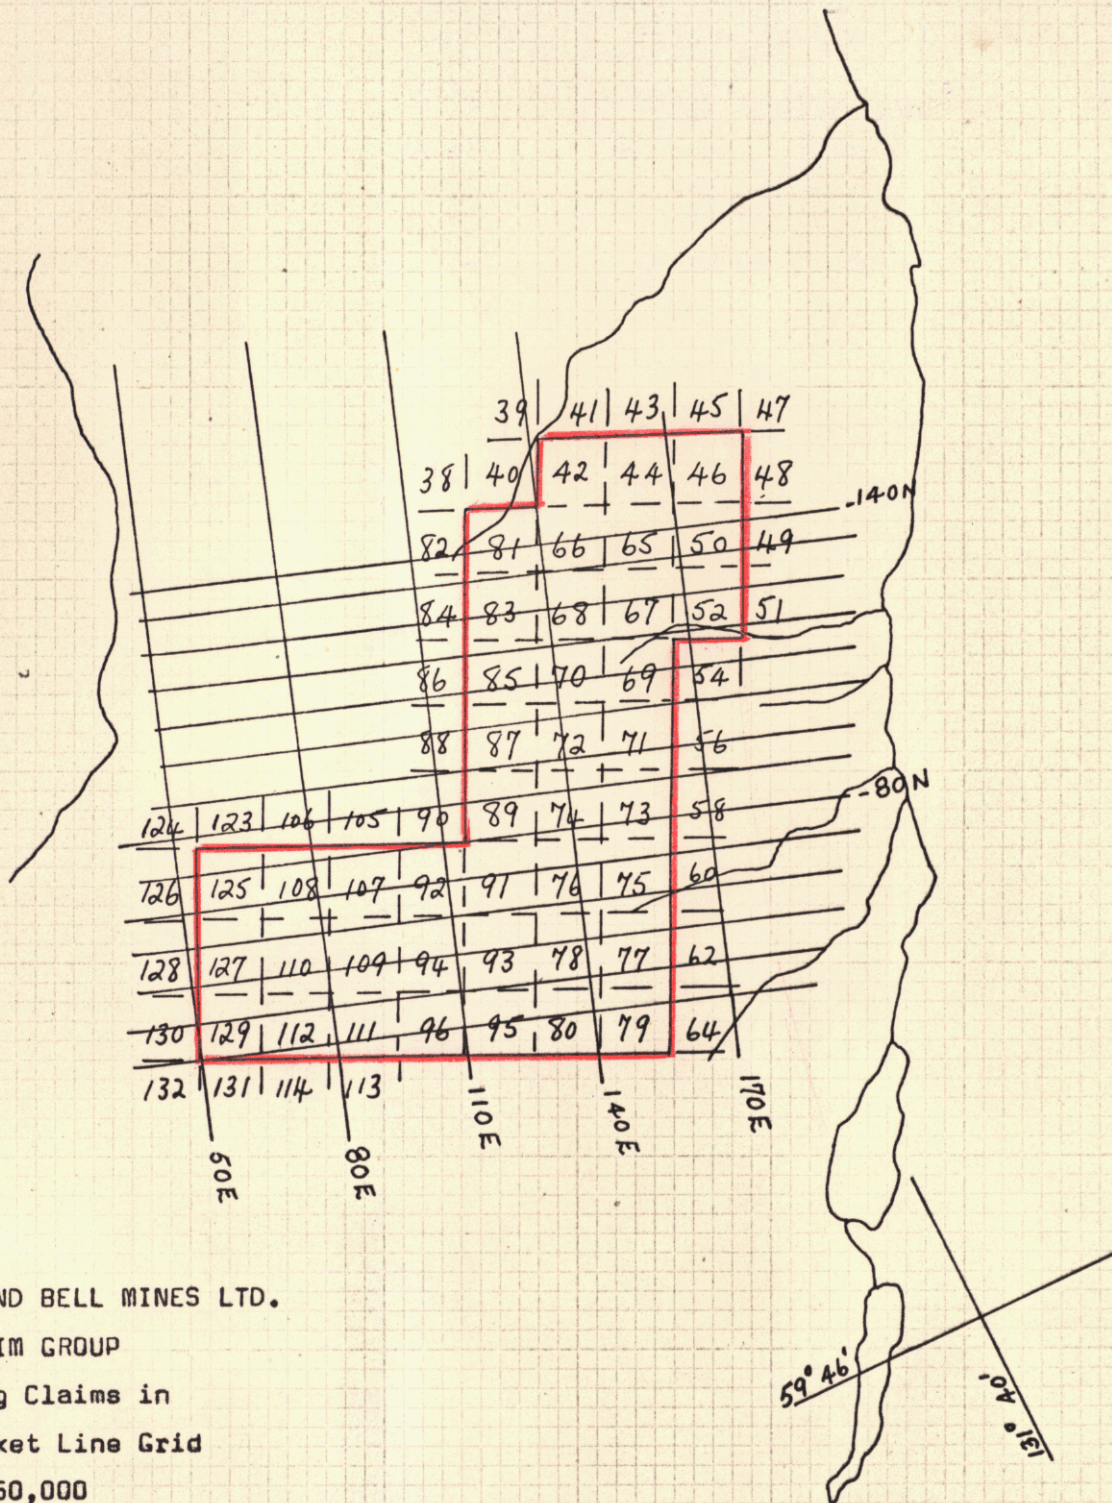 39 41 43 45 47
38 40 42 44 46 48
140N
82 81 66 65 50 49
84 83 68 67 52 51
86 85 70 69 54
88 87 72 71 56
80N
124 123 106 105 90 89 74 73 58
126 125 108 107 92 91 76 75 60
128 127 110 109 94 93 78 77 62
130 129 112 111 96 95 80 79 64
132 131 114 113
50E 80E 110E 140E 170E
ND BELL MINES LTD.
IM GROUP
g Claims in
ket Line Grid
50,000
59° 46'
131° 40'